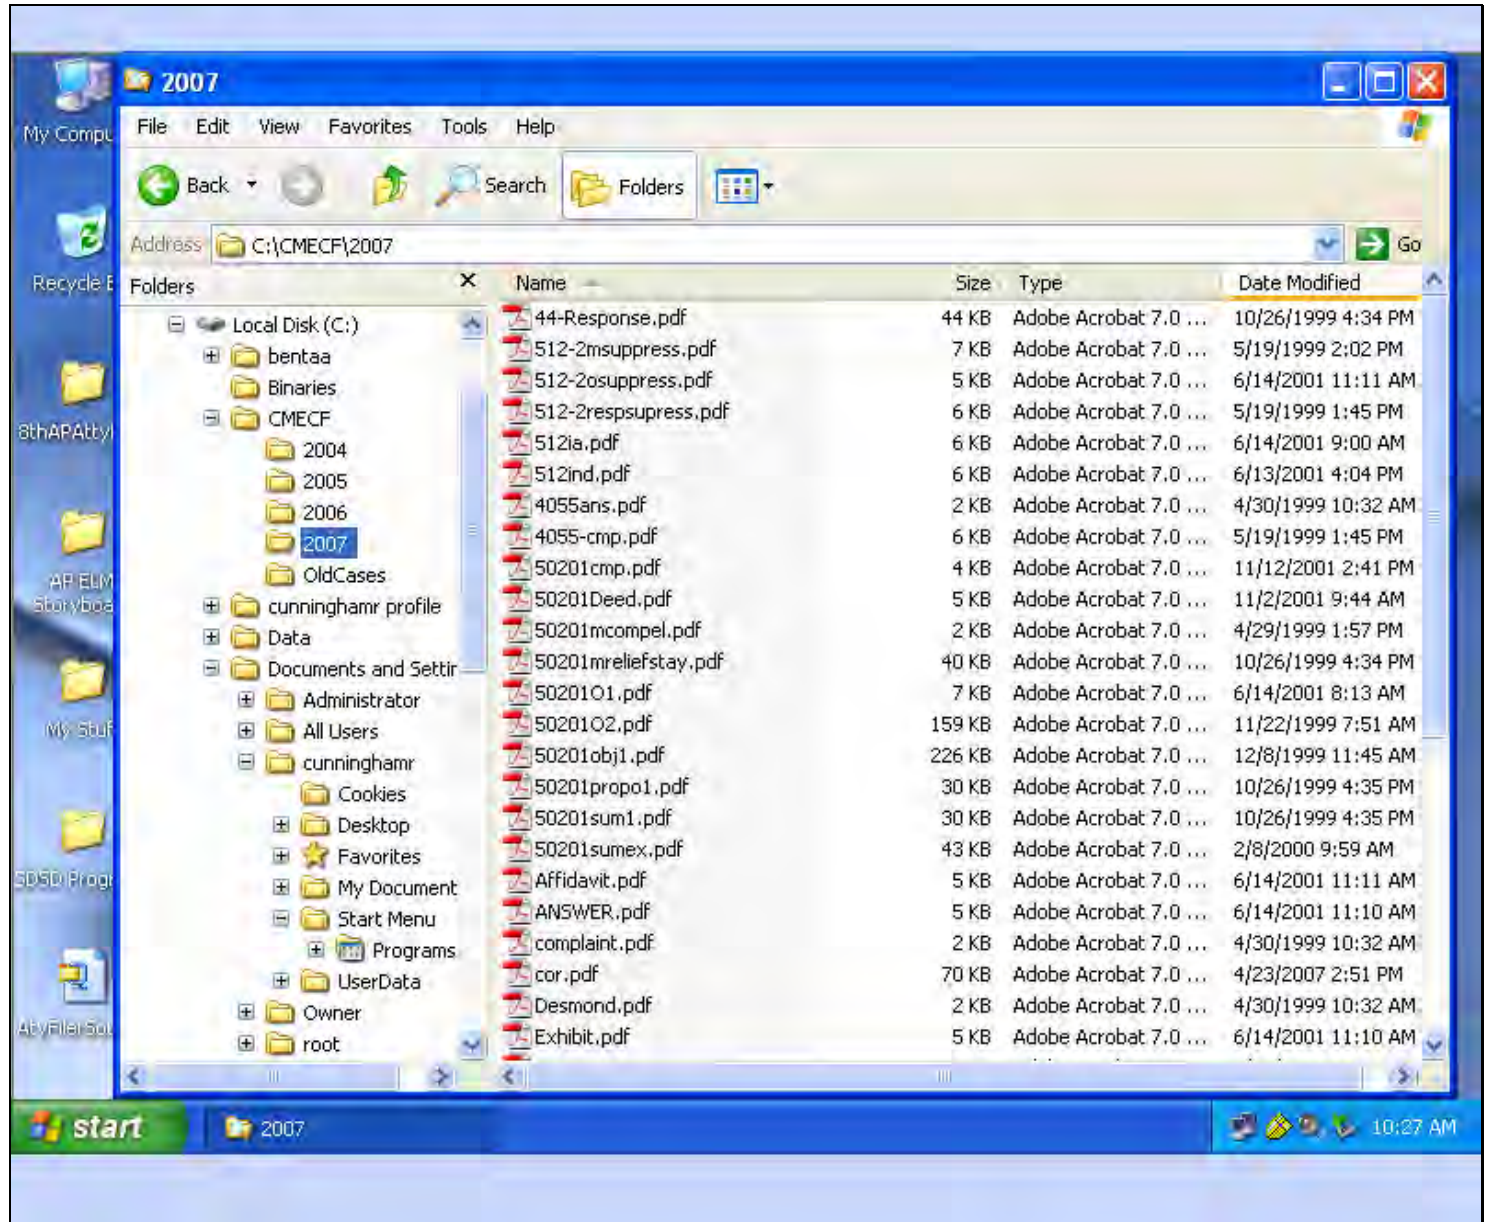 2007
File Edit View Favorites Tools Help
Back Search Folders
Address C:\CMECF\2007 Go
Folders
Local Disk (C:)
bentaa
Binaries
CMECF
2004
2005
2006
2007
OldCases
cunninghamr profile
Data
Documents and Settin
Administrator
All Users
cunninghamr
Cookies
Desktop
Favorites
My Document
Start Menu
Programs
UserData
Owner
root
Name Size Type Date Modified
44-Response.pdf 44 KB Adobe Acrobat 7.0 ... 10/26/1999 4:34 PM
512-2msuppress.pdf 7 KB Adobe Acrobat 7.0 ... 5/19/1999 2:02 PM
512-2osuppress.pdf 5 KB Adobe Acrobat 7.0 ... 6/14/2001 11:11 AM
512-2respsupress.pdf 6 KB Adobe Acrobat 7.0 ... 5/19/1999 1:45 PM
512ia.pdf 6 KB Adobe Acrobat 7.0 ... 6/14/2001 9:00 AM
512ind.pdf 6 KB Adobe Acrobat 7.0 ... 6/13/2001 4:04 PM
4055ans.pdf 2 KB Adobe Acrobat 7.0 ... 4/30/1999 10:32 AM
4055-cmp.pdf 6 KB Adobe Acrobat 7.0 ... 5/19/1999 1:45 PM
50201cmp.pdf 4 KB Adobe Acrobat 7.0 ... 11/12/2001 2:41 PM
50201Deed.pdf 5 KB Adobe Acrobat 7.0 ... 11/2/2001 9:44 AM
50201mcompel.pdf 2 KB Adobe Acrobat 7.0 ... 4/29/1999 1:57 PM
50201mreliefstay.pdf 40 KB Adobe Acrobat 7.0 ... 10/26/1999 4:34 PM
50201O1.pdf 7 KB Adobe Acrobat 7.0 ... 6/14/2001 8:13 AM
50201O2.pdf 159 KB Adobe Acrobat 7.0 ... 11/22/1999 7:51 AM
50201obj1.pdf 226 KB Adobe Acrobat 7.0 ... 12/8/1999 11:45 AM
50201propo1.pdf 30 KB Adobe Acrobat 7.0 ... 10/26/1999 4:35 PM
50201sum1.pdf 30 KB Adobe Acrobat 7.0 ... 10/26/1999 4:35 PM
50201sumex.pdf 43 KB Adobe Acrobat 7.0 ... 2/8/2000 9:59 AM
Affidavit.pdf 5 KB Adobe Acrobat 7.0 ... 6/14/2001 11:11 AM
ANSWER.pdf 5 KB Adobe Acrobat 7.0 ... 6/14/2001 11:10 AM
complaint.pdf 2 KB Adobe Acrobat 7.0 ... 4/30/1999 10:32 AM
cor.pdf 70 KB Adobe Acrobat 7.0 ... 4/23/2007 2:51 PM
Desmond.pdf 2 KB Adobe Acrobat 7.0 ... 4/30/1999 10:32 AM
Exhibit.pdf 5 KB Adobe Acrobat 7.0 ... 6/14/2001 11:10 AM
My Compu
Recycle B
8thAPAtty
AP ELM
Storyboa
My Stuf
SDSD Progr
AtyFilerSou
start 2007 10:27 AM